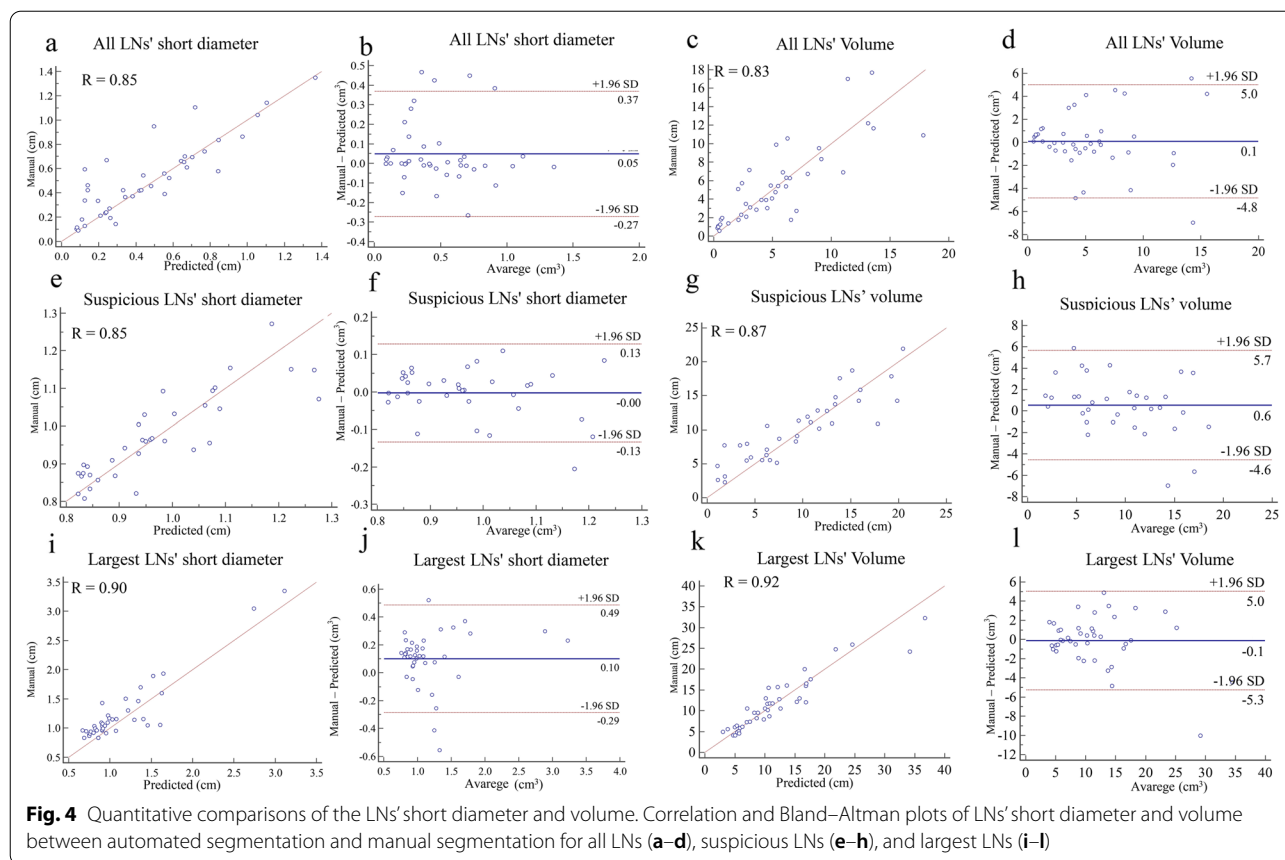 a
All LNs' short diameter
R = 0.85
Manual (cm)
1.4
1.2
1.0
0.8
0.6
0.4
0.2
0.0
0.0 0.2 0.4 0.6 0.8 1.0 1.2 1.4
Predicted (cm)
b
All LNs' short diameter
Manual – Predicted (cm³)
0.5
0.4
0.3
0.2
0.1
0.0
-0.1
-0.2
-0.3
-0.4
+1.96 SD
0.37
0.05
-1.96 SD
-0.27
0.0 0.5 1.0 1.5 2.0
Avarege (cm³)
c
All LNs' Volume
R = 0.83
Manual (cm)
18
16
14
12
10
8
6
4
2
0
0 5 10 15 20
Predicted (cm)
d
All LNs' Volume
Manual – Predicted (cm³)
6
4
2
0
-2
-4
-6
-8
+1.96 SD
5.0
0.1
-1.96 SD
-4.8
0 5 10 15 20
Avarege (cm³)
e
Suspicious LNs' short diameter
R = 0.85
Manual (cm)
1.3
1.2
1.1
1.0
0.9
0.8
0.8 0.9 1.0 1.1 1.2 1.3
Predicted (cm)
f
Suspicious LNs' short diameter
Manual – Predicted (cm³)
0.2
0.1
0.0
-0.1
-0.2
-0.3
+1.96 SD
0.13
-0.00
-1.96 SD
-0.13
0.8 0.9 1.0 1.1 1.2 1.3
Avarege (cm³)
g
Suspicious LNs’ volume
R = 0.87
Manual (cm)
25
20
15
10
5
0
0 5 10 15 20 25
Predicted (cm)
h
Suspicious LNs’ volume
Manual – Predicted (cm³)
8
6
4
2
0
-2
-4
-6
-8
+1.96 SD
5.7
0.6
-1.96 SD
-4.6
0 5 10 15 20 25
Avarege (cm³)
i
Largest LNs' short diameter
R = 0.90
Manual (cm)
3.5
3.0
2.5
2.0
1.5
1.0
0.5
0.5 1.0 1.5 2.0 2.5 3.0 3.5
Predicted (cm)
j
Largest LNs' short diameter
Manual – Predicted (cm³)
0.6
0.4
0.2
0.0
-0.2
-0.4
-0.6
+1.96 SD
0.49
0.10
-1.96 SD
-0.29
0.5 1.0 1.5 2.0 2.5 3.0 3.5 4.0
Avarege (cm³)
k
Largest LNs' Volume
R = 0.92
Manual (cm)
40
35
30
25
20
15
10
5
0
0 5 10 15 20 25 30 35 40
Predicted (cm)
l
Largest LNs' Volume
Manual – Predicted (cm³)
6
4
2
0
-2
-4
-6
-8
-10
-12
+1.96 SD
5.0
-0.1
-1.96 SD
-5.3
0 5 10 15 20 25 30 35 40
Avarege (cm³)
Fig. 4 Quantitative comparisons of the LNs’ short diameter and volume. Correlation and Bland–Altman plots of LNs’ short diameter and volume
between automated segmentation and manual segmentation for all LNs (a–d), suspicious LNs (e–h), and largest LNs (i–l)